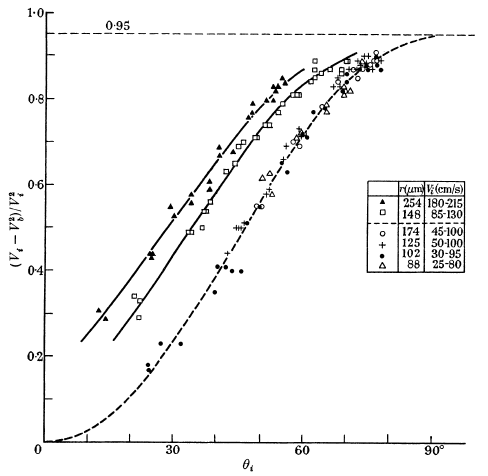 1·0
0·95
0·8
0·6
0·4
0·2
0
(V_i − V_b^2)/V_i^2
r(μm) V_i(cm/s)
▲ 254 180-215
□ 148 85-130
○ 174 45-100
+ 125 50-100
● 102 30-95
△ 88 25-80
30
60
90°
θ_i